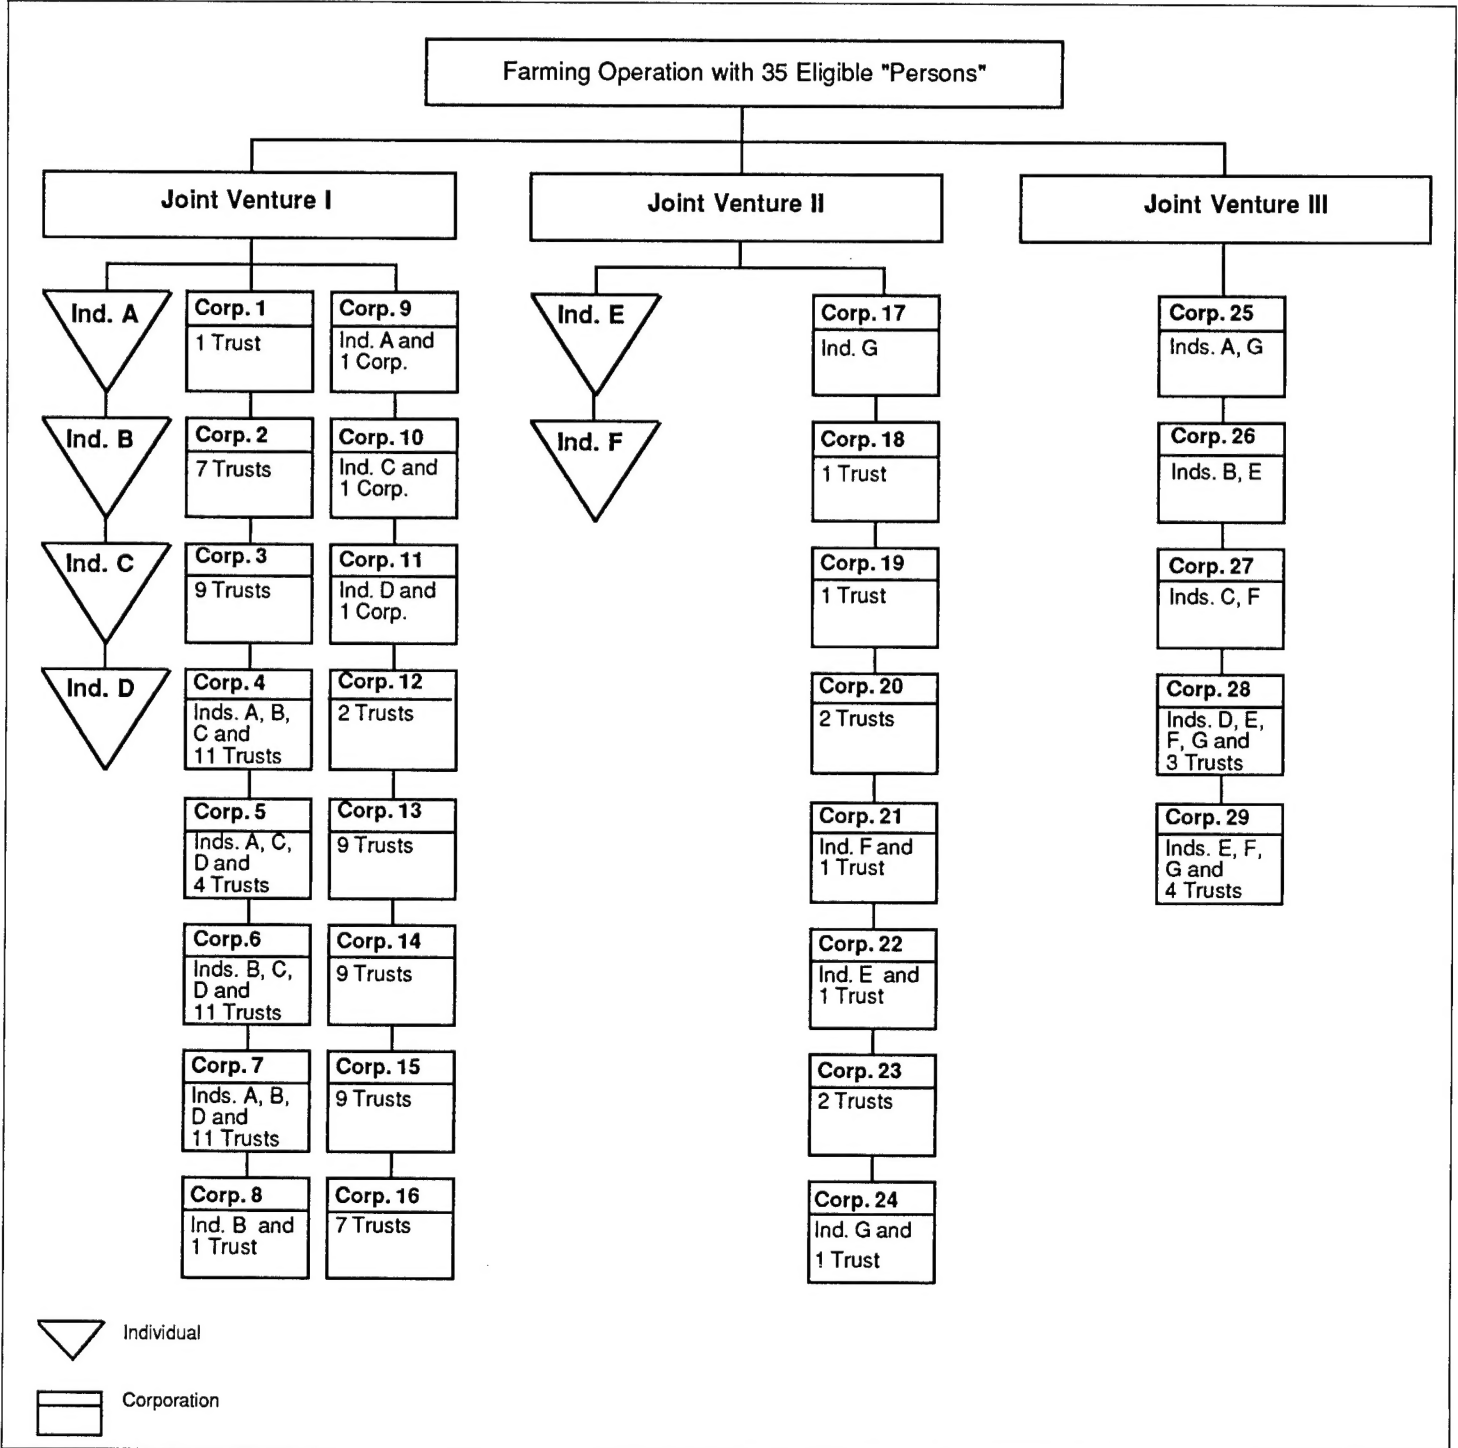 Farming Operation with 35 Eligible "Persons"
Joint Venture I
Ind. A
Ind. B
Ind. C
Ind. D
Corp. 1
1 Trust
Corp. 2
7 Trusts
Corp. 3
9 Trusts
Corp. 4
Inds. A, B,
C and
11 Trusts
Corp. 5
Inds. A, C,
D and
4 Trusts
Corp.6
Inds. B, C,
D and
11 Trusts
Corp. 7
Inds. A, B,
D and
11 Trusts
Corp. 8
Ind. B and
1 Trust
Corp. 9
Ind. A and
1 Corp.
Corp. 10
Ind. C and
1 Corp.
Corp. 11
Ind. D and
1 Corp.
Corp. 12
2 Trusts
Corp. 13
9 Trusts
Corp. 14
9 Trusts
Corp. 15
9 Trusts
Corp. 16
7 Trusts
Joint Venture II
Ind. E
Ind. F
Corp. 17
Ind. G
Corp. 18
1 Trust
Corp. 19
1 Trust
Corp. 20
2 Trusts
Corp. 21
Ind. F and
1 Trust
Corp. 22
Ind. E and
1 Trust
Corp. 23
2 Trusts
Corp. 24
Ind. G and
1 Trust
Joint Venture III
Corp. 25
Inds. A, G
Corp. 26
Inds. B, E
Corp. 27
Inds. C, F
Corp. 28
Inds. D, E,
F, G and
3 Trusts
Corp. 29
Inds. E, F,
G and
4 Trusts
Individual
Corporation